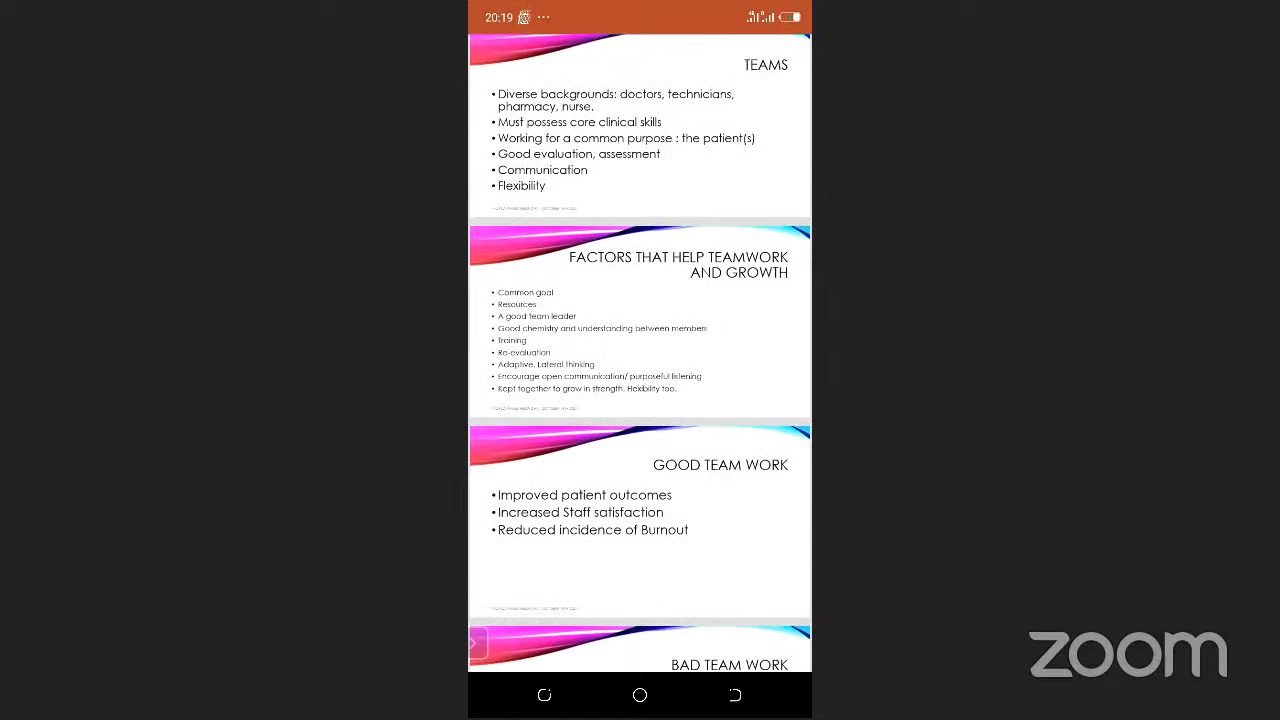 20:19
TEAMS
• Diverse backgrounds: doctors, technicians,
pharmacy, nurse.
• Must possess core clinical skills
• Working for a common purpose : the patient(s)
• Good evaluation, assessment
• Communication
• Flexibility
FACTORS THAT HELP TEAMWORK
AND GROWTH
• Common goal
• Resources
• A good team leader
• Good chemistry and understanding between members
• Training
• Re-evaluation
• Adaptive. Lateral thinking
• Encourage open communication/ purposeful listening
• Kept together to grow in strength. Flexibility too.
GOOD TEAM WORK
• Improved patient outcomes
• Increased Staff satisfaction
• Reduced incidence of Burnout
BAD TEAM WORK
zoom